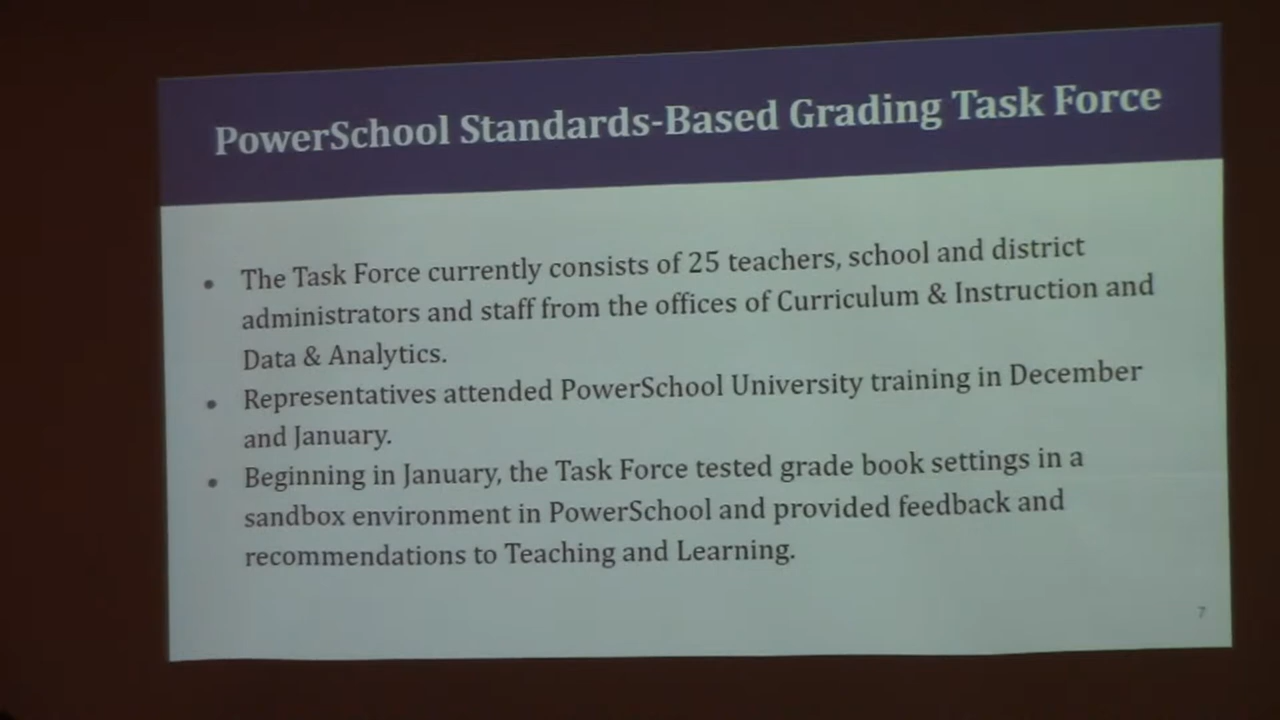 PowerSchool Standards-Based Grading Task Force
• The Task Force currently consists of 25 teachers, school and district
administrators and staff from the offices of Curriculum & Instruction and
Data & Analytics.
• Representatives attended PowerSchool University training in December
and January.
• Beginning in January, the Task Force tested grade book settings in a
sandbox environment in PowerSchool and provided feedback and
recommendations to Teaching and Learning.
7